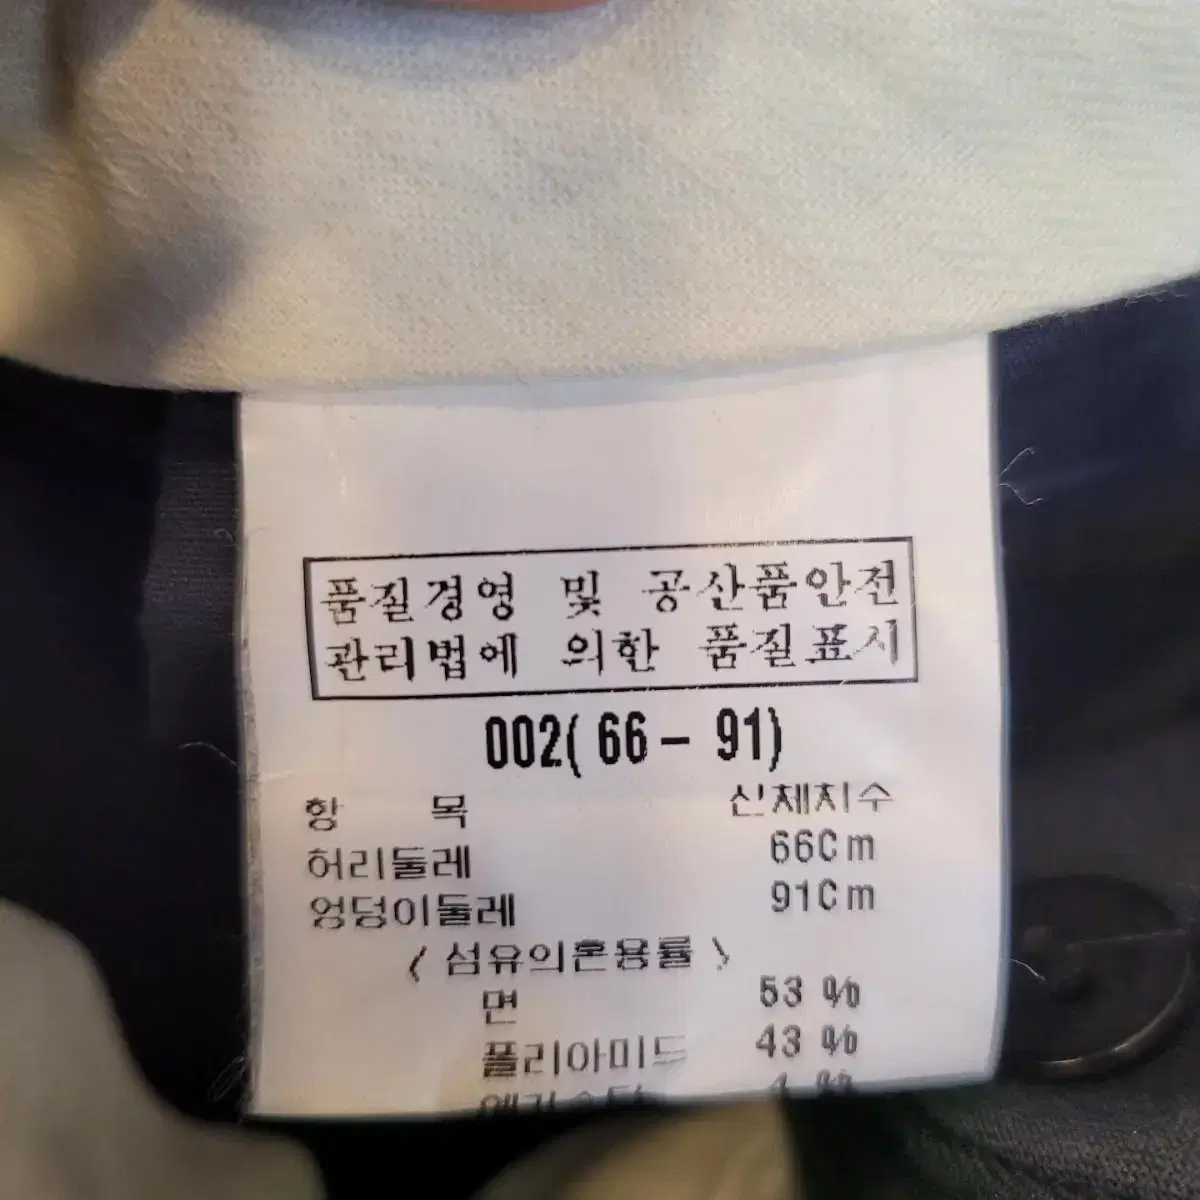 품질경영 및 공산품안전
관리법에 의한 품질표시
002( 66 - 91)
항 목 신체치수
허리둘레 66Cm
엉덩이둘레 91Cm
( 섬유의혼용률 )
면 53 %
폴리아미드 43 %
%